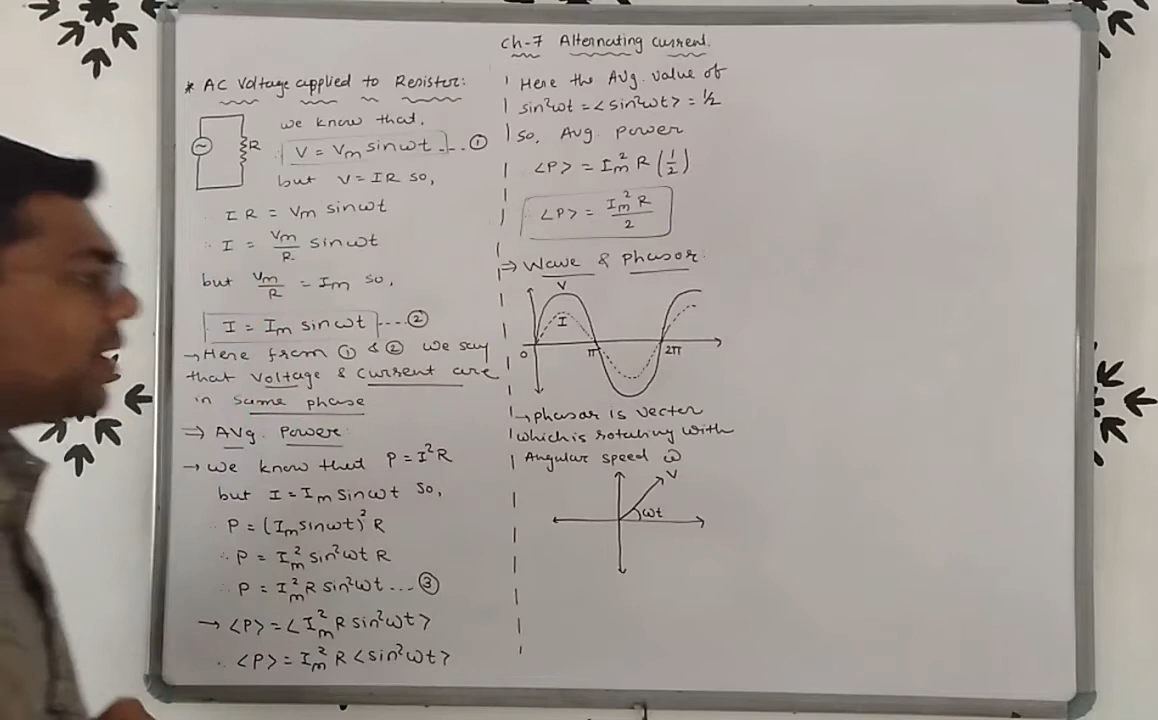 Ch-7 Alternating Current.
* AC Voltage applied to Resistor:
R
we know that,
V = Vm sinωt ... ①
but V = IR so,
IR = Vm sinωt
∴ I = Vm/R sinωt
but Vm/R = Im so,
I = Im sinωt .... ②
→ Here from ① & ② we say
that voltage & current are
in same phase
⇒ Avg. Power:
→ we know that P = I²R
but I = Im sinωt so,
∴ P = (Im sinωt)² R
∴ P = Im² sin²ωt R
∴ P = Im² R sin²ωt ... ③
→ <P> = <Im² R sin²ωt>
∴ <P> = Im² R <sin²ωt>
Here the Avg. value of
sin²ωt = <sin²ωt> = 1/2
so, Avg. Power
<P> = Im² R (1/2)
<P> = Im² R / 2
⇒ Wave & Phasor:
V
I
0 π 2π
→ phasor is vector
which is rotating with
Angular speed ω
V
ωt